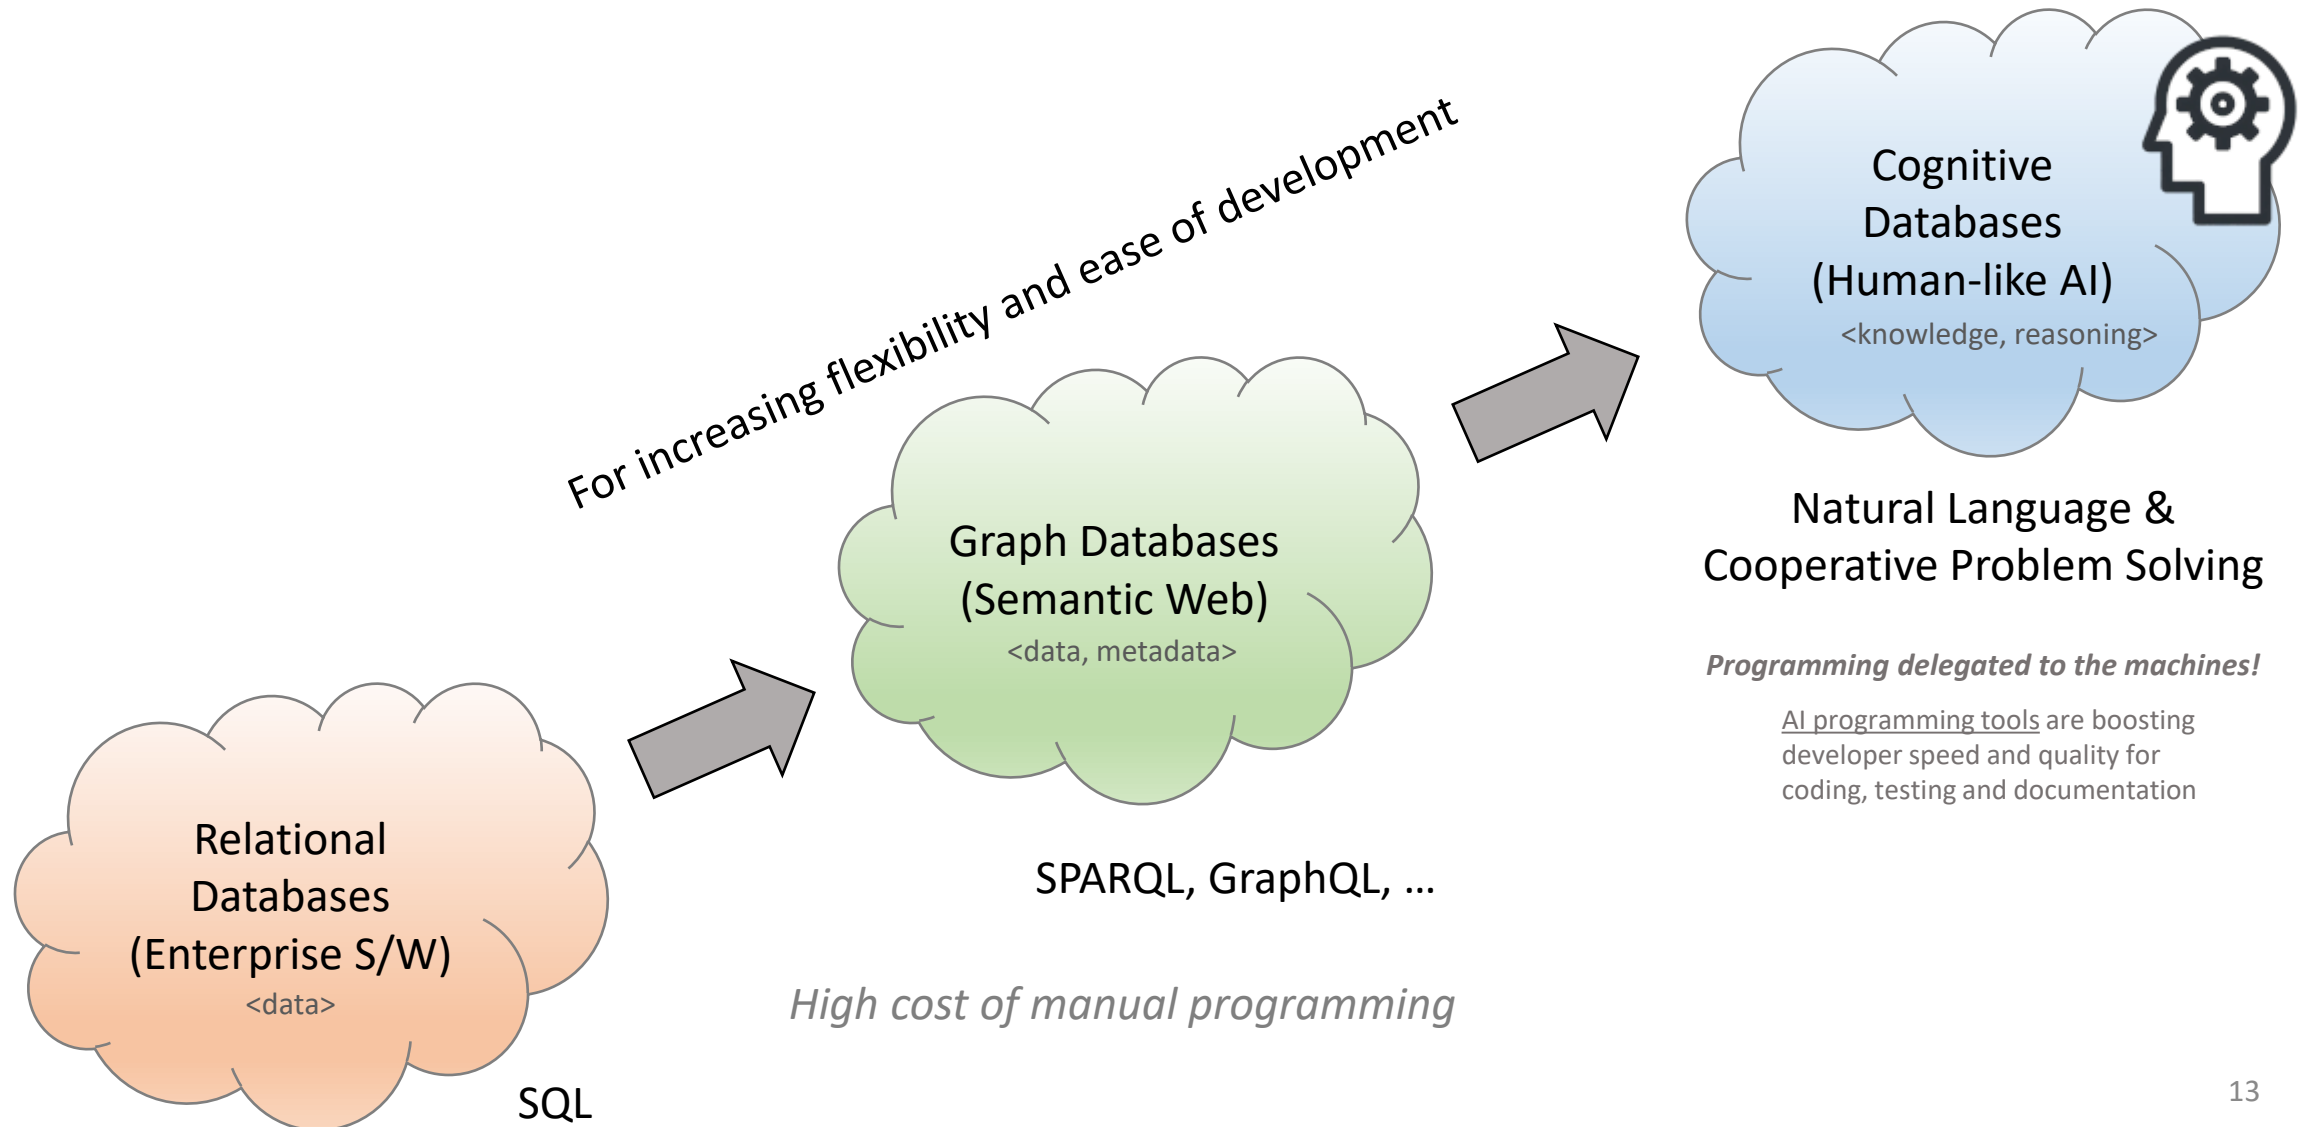 For increasing flexibility and ease of development
Cognitive
Databases
(Human-like AI)
<knowledge, reasoning>
Natural Language &
Cooperative Problem Solving
Programming delegated to the machines!
AI programming tools are boosting
developer speed and quality for
coding, testing and documentation
Graph Databases
(Semantic Web)
<data, metadata>
SPARQL, GraphQL, ...
High cost of manual programming
Relational
Databases
(Enterprise S/W)
<data>
SQL
13